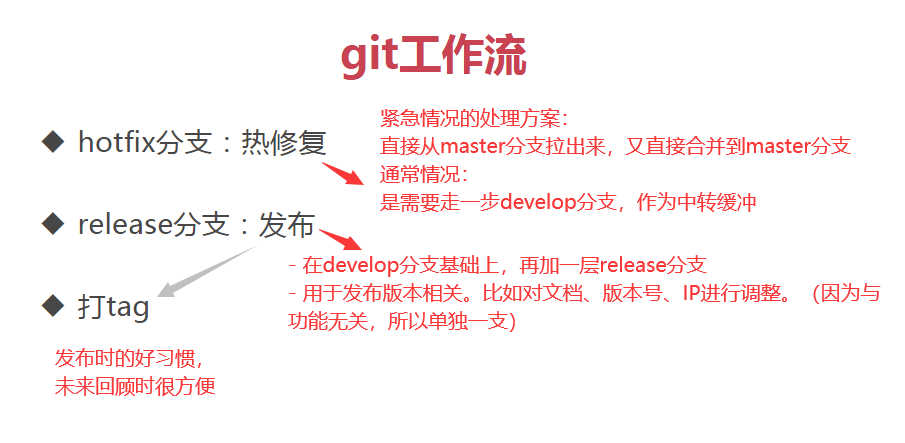 git工作流
◆ hotfix分支：热修复
紧急情况的处理方案：
直接从master分支拉出来，又直接合并到master分支
通常情况：
是需要走一步develop分支，作为中转缓冲
◆ release分支：发布
- 在develop分支基础上，再加一层release分支
- 用于发布版本相关。比如对文档、版本号、IP进行调整。（因为与
功能无关，所以单独一支）
◆ 打tag
发布时的好习惯，
未来回顾时很方便